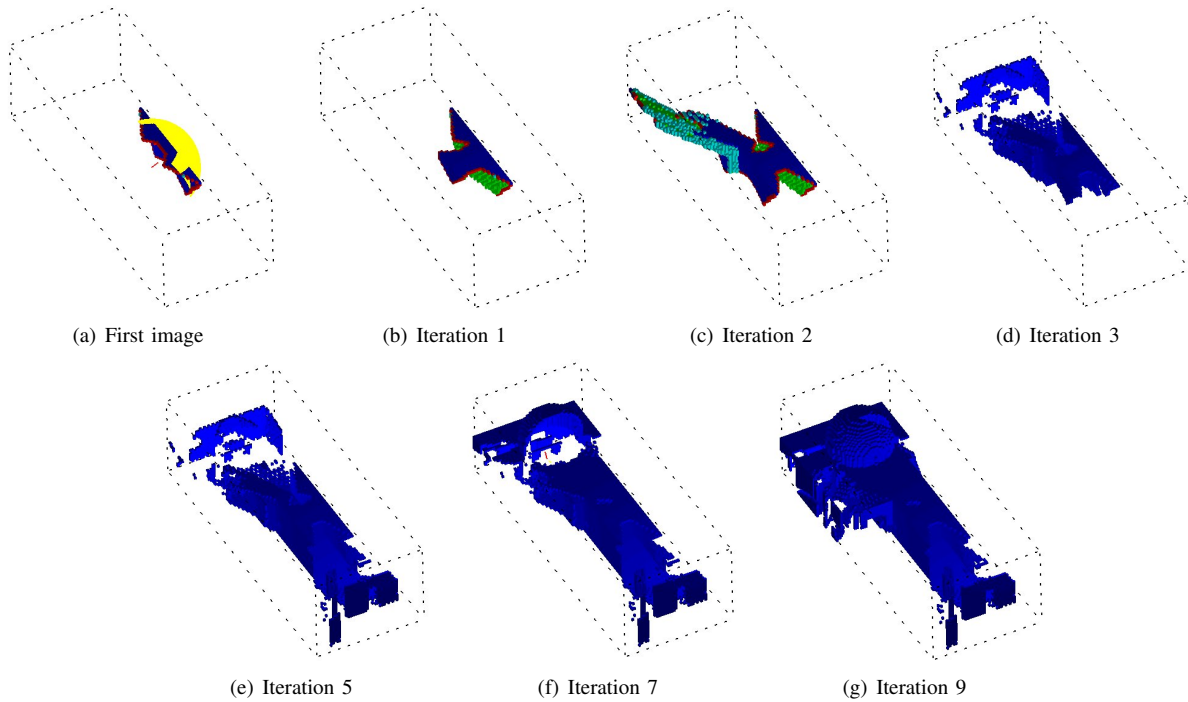 (a) First image
(b) Iteration 1
(c) Iteration 2
(d) Iteration 3
(e) Iteration 5
(f) Iteration 7
(g) Iteration 9